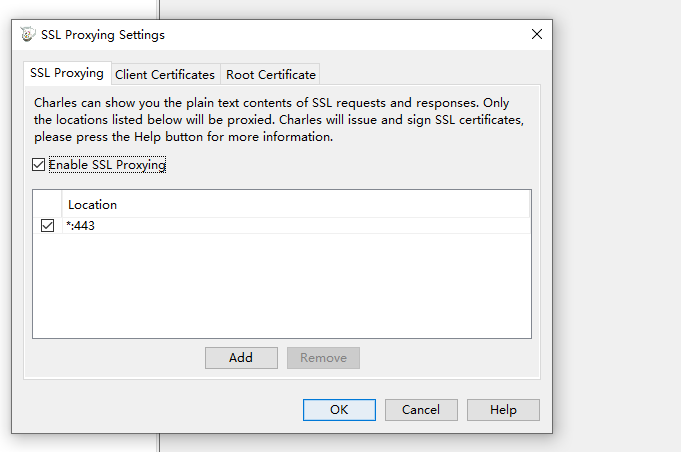 SSL Proxying Settings
SSL Proxying Client Certificates Root Certificate
Charles can show you the plain text contents of SSL requests and responses. Only
the locations listed below will be proxied. Charles will issue and sign SSL certificates,
please press the Help button for more information.
Enable SSL Proxying
Location
*:443
Add Remove
OK Cancel Help